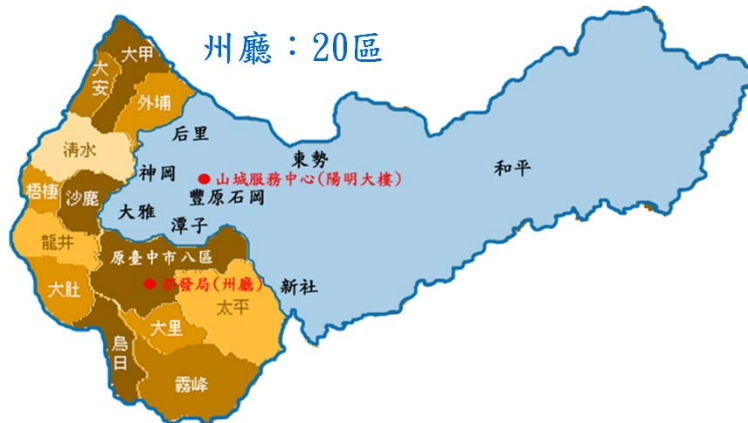 州廳：20區
大甲
大安
外埔
后里
清水
東勢
和平
神岡
山城服務中心(陽明大樓)
梧棲
沙鹿
豐原石岡
大雅
潭子
龍井
原臺中市八區
大肚
都發局(州廳)
新社
太平
大里
烏日
霧峰